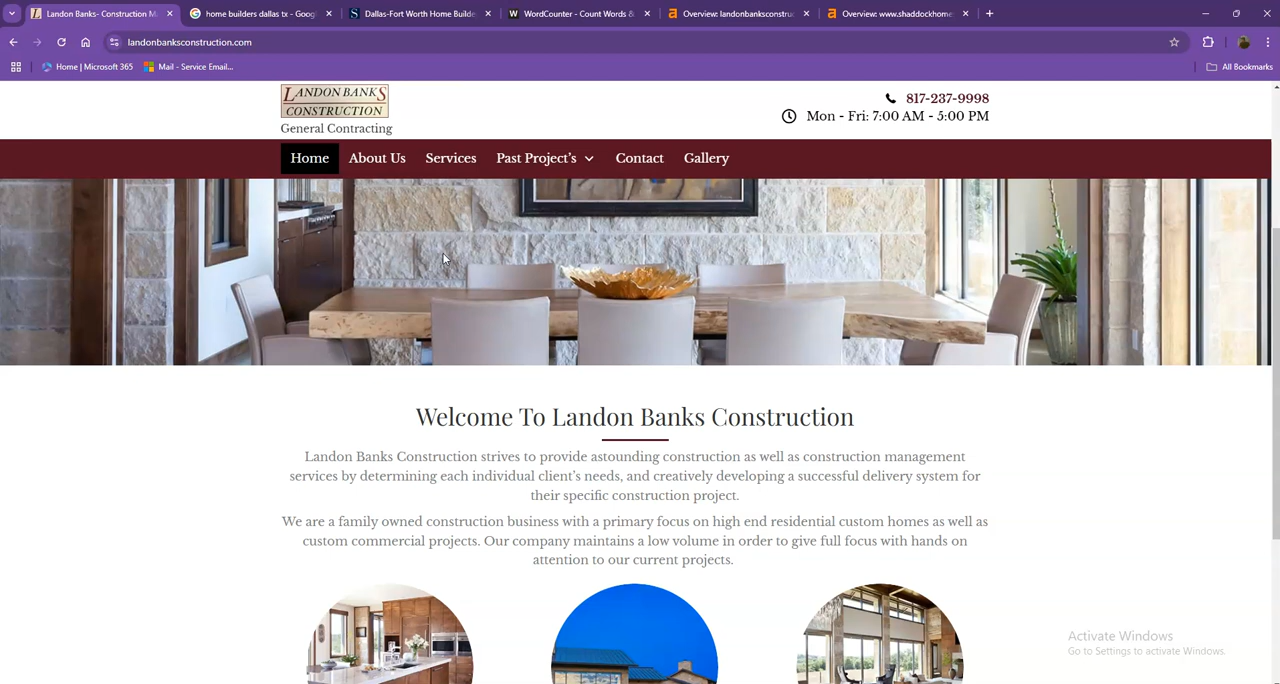 Landon Banks- Construction M
home builders dallas tx - Goog
Dallas-Fort Worth Home Builde
WordCounter - Count Words &
Overview: landonbanksconstruc
Overview: www.shaddockhome
landonbanksconstruction.com
Home | Microsoft 365
Mail - Service Email...
All Bookmarks
LANDON BANKS
CONSTRUCTION
General Contracting
817-237-9998
Mon - Fri: 7:00 AM - 5:00 PM
Home About Us Services Past Project's Contact Gallery
Welcome To Landon Banks Construction
Landon Banks Construction strives to provide astounding construction as well as construction management
services by determining each individual client's needs, and creatively developing a successful delivery system for
their specific construction project.
We are a family owned construction business with a primary focus on high end residential custom homes as well as
custom commercial projects. Our company maintains a low volume in order to give full focus with hands on
attention to our current projects.
Activate Windows
Go to Settings to activate Windows.